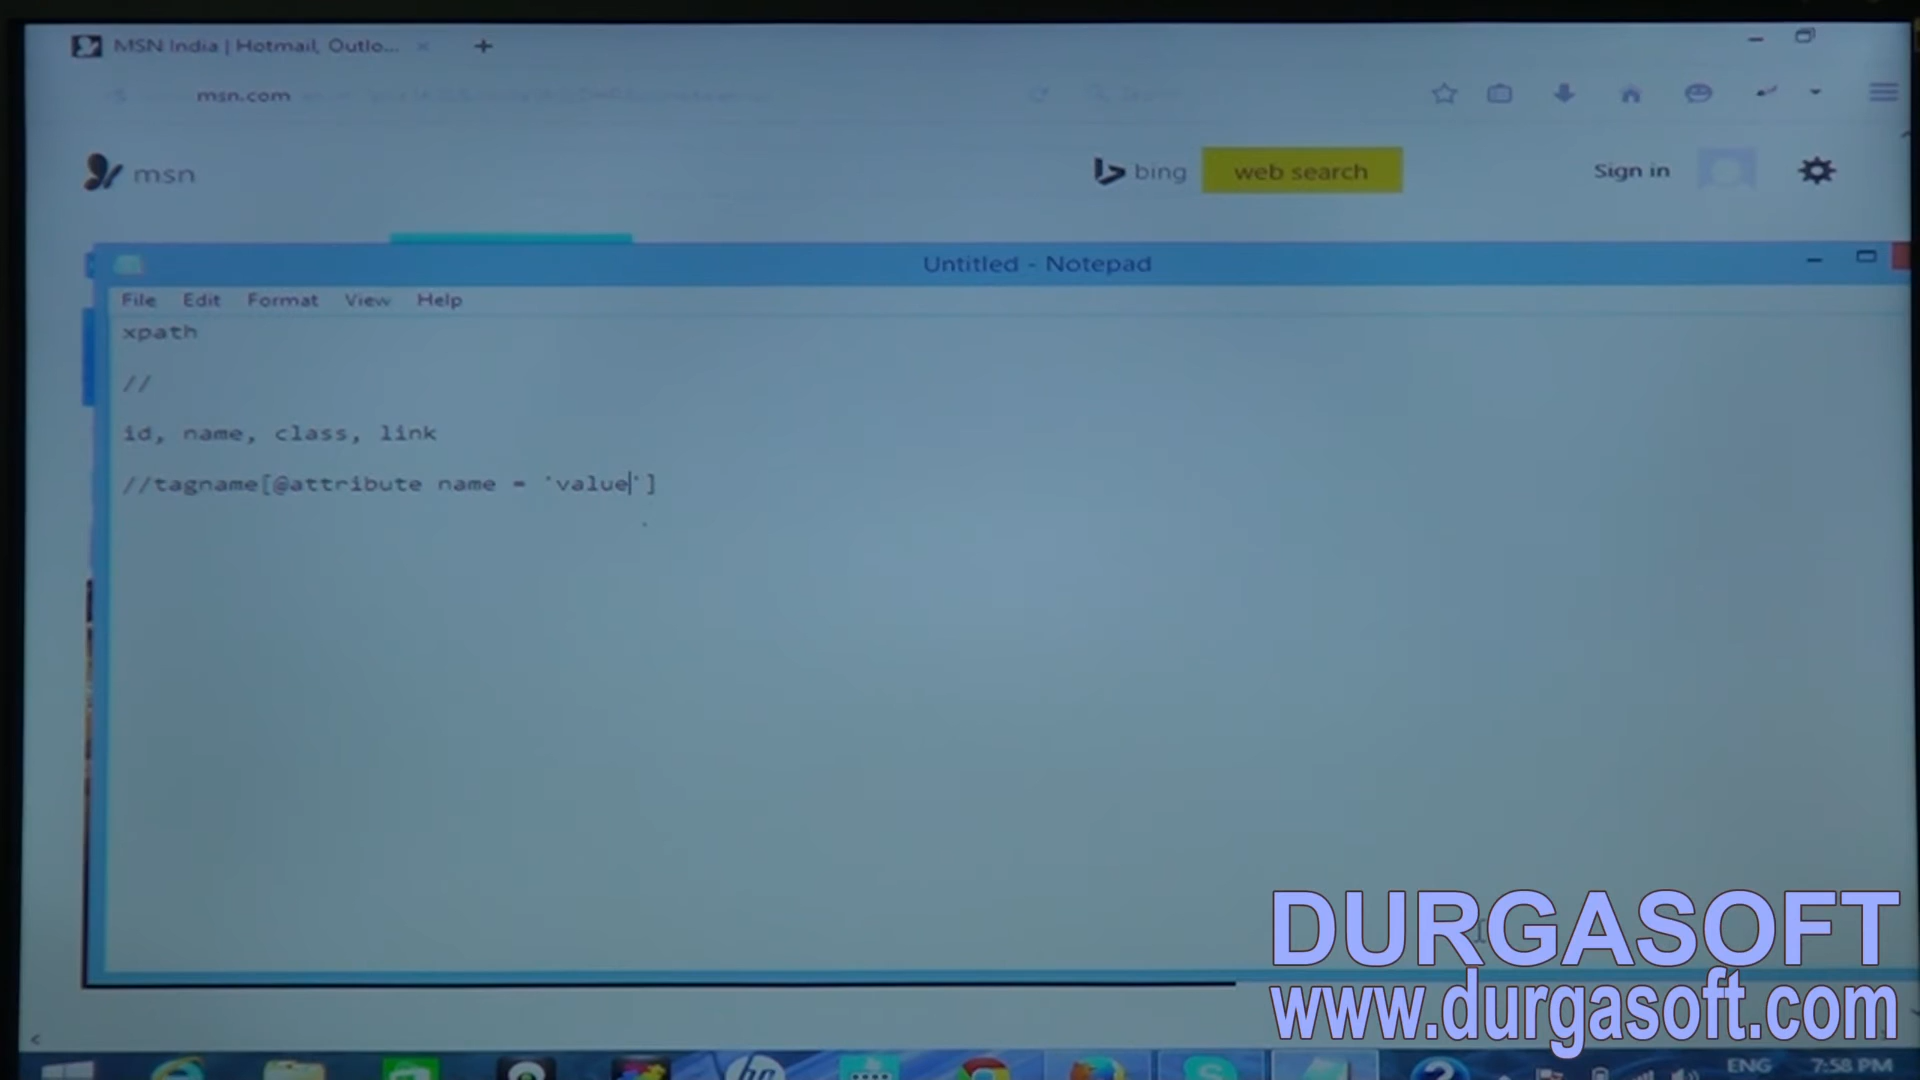 MSN India | Hotmail, Outlo...
msn.com
msn
bing
web search
Sign in
Untitled - Notepad
File Edit Format View Help
xpath
//
id, name, class, link
//tagname[@attribute name = 'value']
DURGASOFT
www.durgasoft.com
hp
?
ENG
7:58 PM